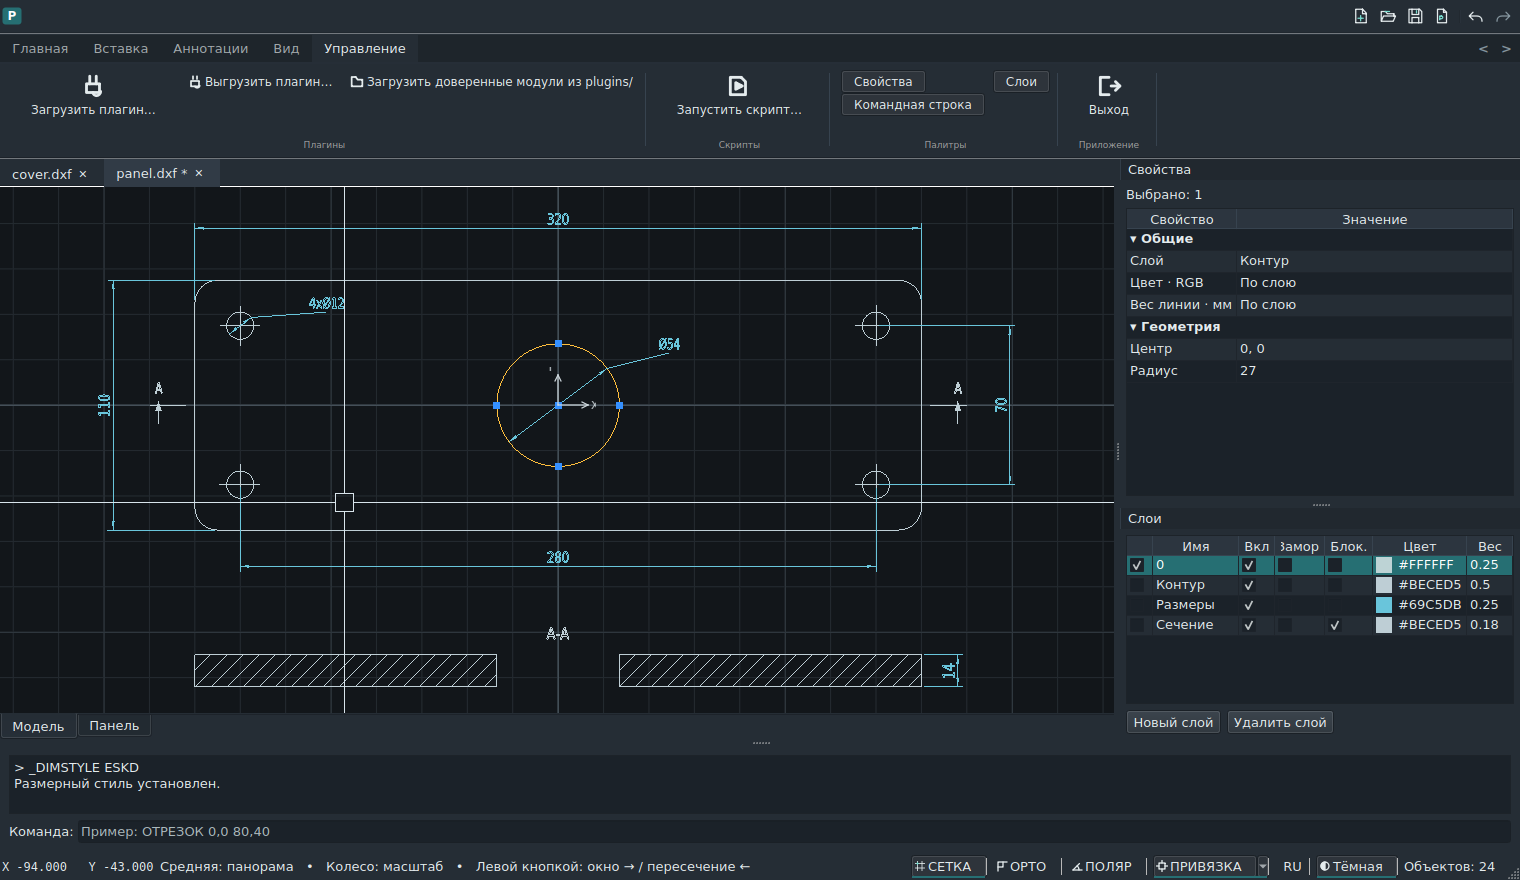 P
Главная Вставка Аннотации Вид Управление < >
Загрузить плагин... Выгрузить плагин... Загрузить доверенные модули из plugins/ Запустить скрипт... Свойства Слои Выход
Командная строка
Плагины Скрипты Палитры Приложение
cover.dxf × panel.dxf * ×
320
4xØ12
Ø54
A A
110
70
X
280
A-A
14
Модель Панель
Свойства
Выбрано: 1
Свойство Значение
▾ Общие
Слой Контур
Цвет · RGB По слою
Вес линии · мм По слою
▾ Геометрия
Центр 0, 0
Радиус 27
Слои
Имя Вкл Замор Блок. Цвет Вес
✓ 0 ✓ #FFFFFF 0.25
Контур ✓ #BECED5 0.5
Размеры ✓ #69C5DB 0.25
Сечение ✓ ✓ #BECED5 0.18
Новый слой Удалить слой
> _DIMSTYLE ESKD
Размерный стиль установлен.
Команда: Пример: ОТРЕЗОК 0,0 80,40
X -94.000 Y -43.000 Средняя: панорама • Колесо: масштаб • Левой кнопкой: окно → / пересечение ← СЕТКА ОРТО ПОЛЯР ПРИВЯЗКА RU Тёмная Объектов: 24